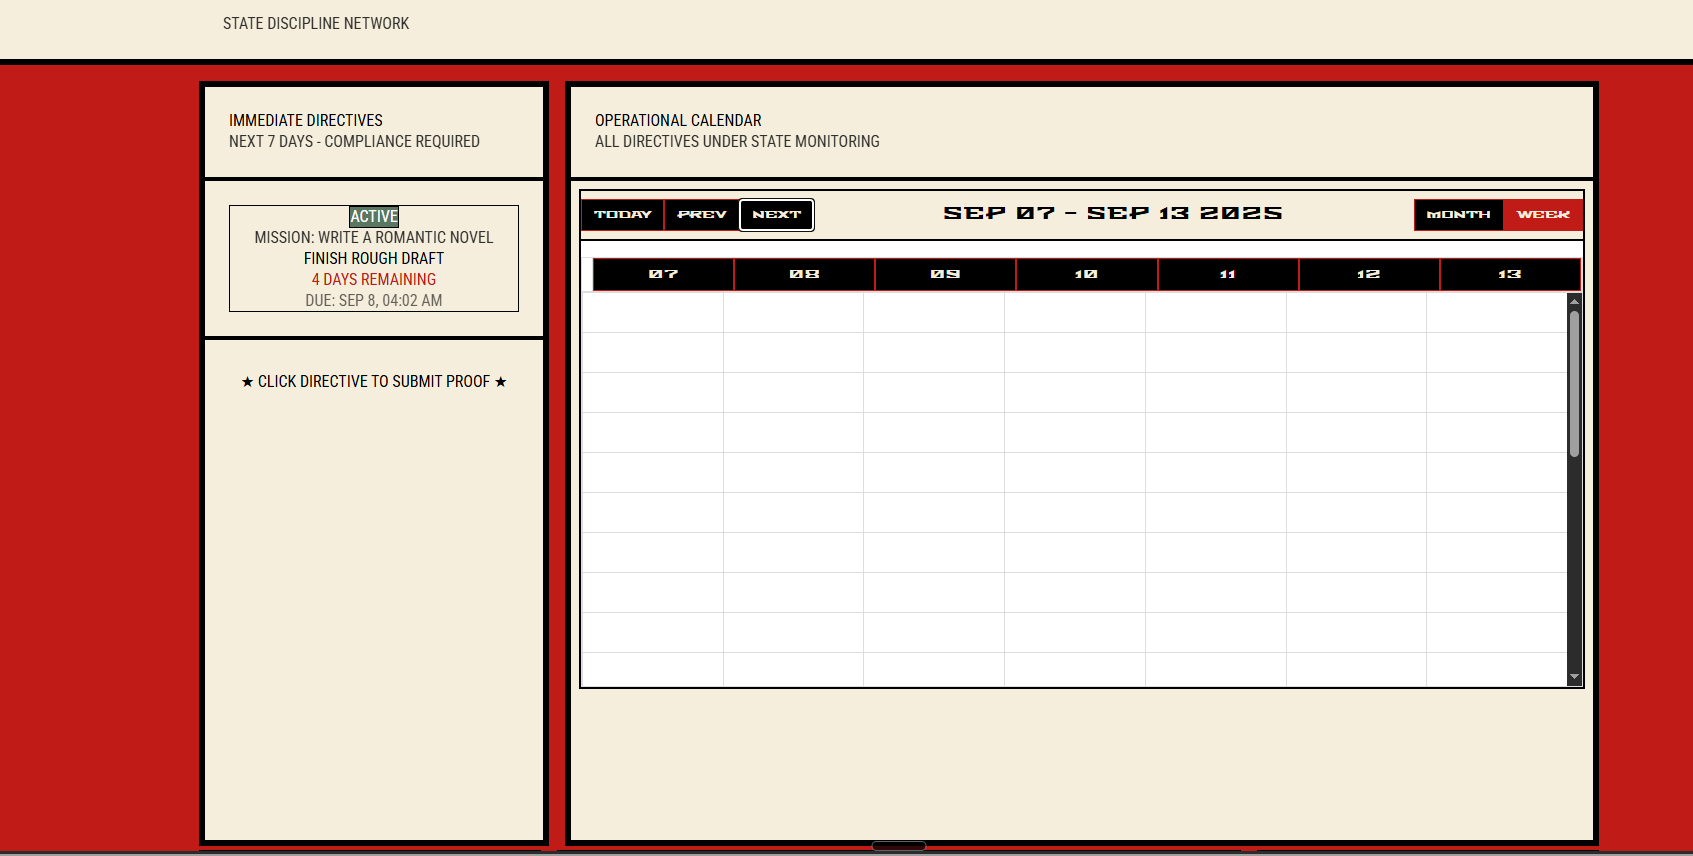 STATE DISCIPLINE NETWORK
IMMEDIATE DIRECTIVES
NEXT 7 DAYS - COMPLIANCE REQUIRED
ACTIVE
MISSION: WRITE A ROMANTIC NOVEL
FINISH ROUGH DRAFT
4 DAYS REMAINING
DUE: SEP 8, 04:02 AM
★ CLICK DIRECTIVE TO SUBMIT PROOF ★
OPERATIONAL CALENDAR
ALL DIRECTIVES UNDER STATE MONITORING
TODAY PREV NEXT SEP 07 - SEP 13 2025 MONTH WEEK
07 08 09 10 11 12 13